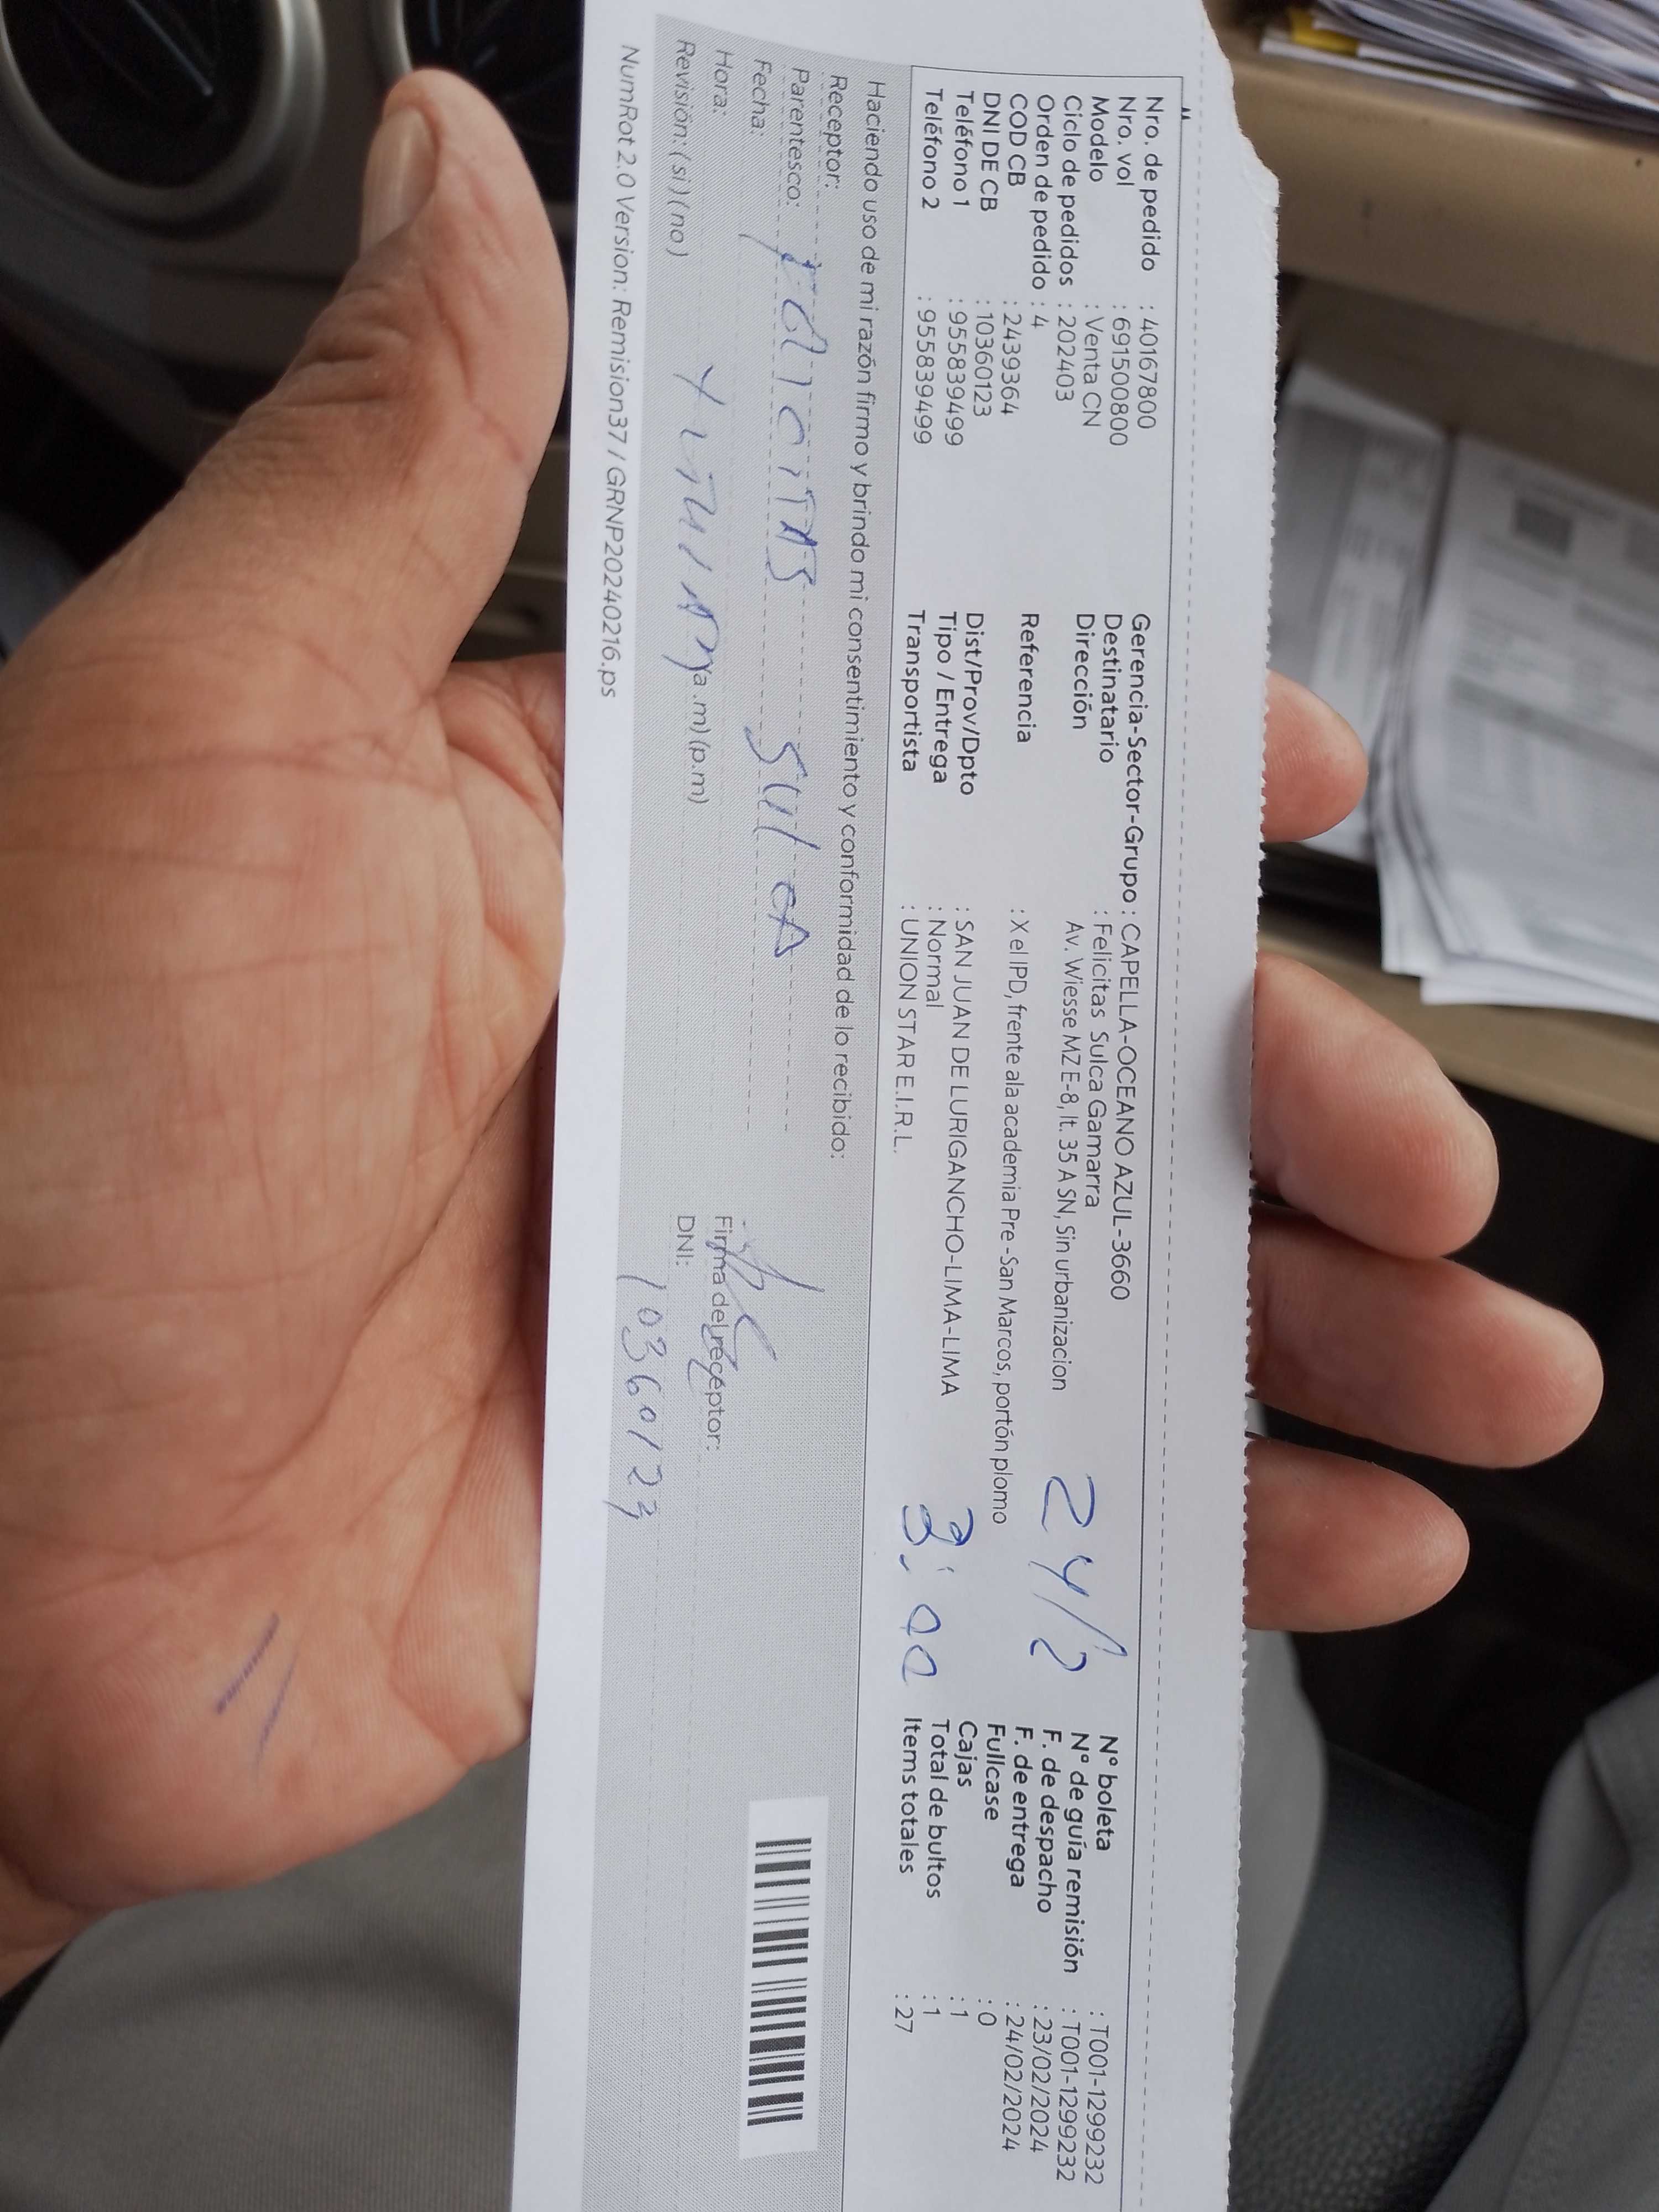 Nro. de pedido : 40167800
Nro. vol : 691500800
Modelo : Venta CN
Ciclo de pedidos : 202403
Orden de pedido : 4
COD CB : 2439364
DNI DE CB : 10360123
Teléfono 1 : 955839499
Teléfono 2 : 955839499
Gerencia-Sector-Grupo : CAPELLA-OCEANO AZUL-3660
Destinatario : Felicitas Sulca Gamarra
Dirección Av. Wiesse MZ E-8, lt. 35 A SN, Sin urbanizacion
Referencia : X el IPD, frente ala academia Pre -San Marcos, portón plomo
Dist/Prov/Dpto : SAN JUAN DE LURIGANCHO-LIMA-LIMA
Tipo / Entrega : Normal
Transportista : UNION STAR E.I.R.L.
24/2
3:00
N° boleta : T001-1299232
N° de guía remisión : T001-1299232
F. de despacho : 23/02/2024
F. de entrega : 24/02/2024
Fullcase : 0
Cajas : 1
Total de bultos : 1
Items totales : 27
Haciendo uso de mi razón firmo y brindo mi consentimiento y conformidad de lo recibido:
Receptor:
Parentesco: Felicitas Sulca
Fecha:
Hora: (a.m) (p.m)
Revisión: (si) (no)
Firma del receptor:
DNI: 10360123
NumRot 2.0 Version: Remision37 / GRNP20240216.ps